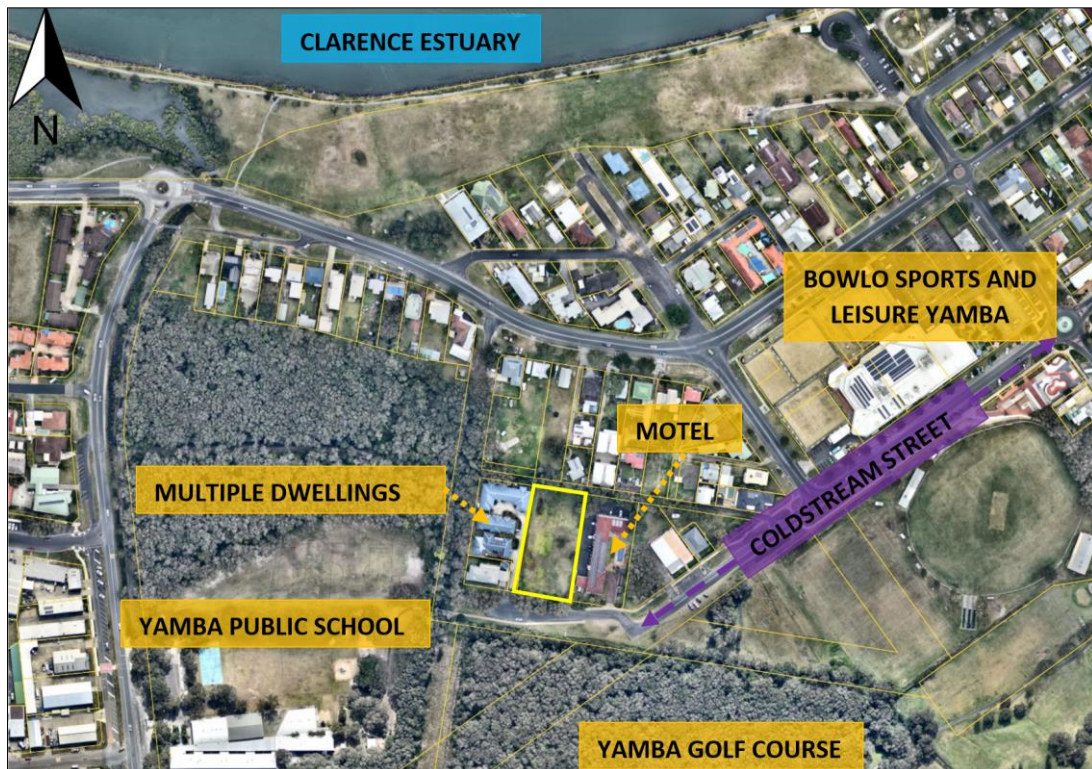 CLARENCE ESTUARY
N
BOWLO SPORTS AND
LEISURE YAMBA
MOTEL
COLDSTREAM STREET
MULTIPLE DWELLINGS
YAMBA PUBLIC SCHOOL
YAMBA GOLF COURSE